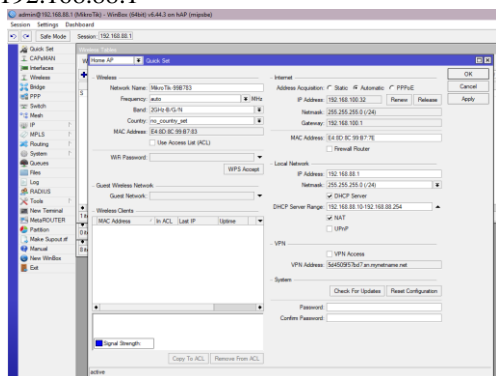 192.168.88.1
admin@192.168.88.1 (MikroTik) - WinBox (64bit) v6.44.3 on hAP (mipsbe)
Session Settings Dashboard
Safe Mode Session: 192.168.88.1
Quick Set
CAPsMAN
Interfaces
Wireless
Bridge
PPP
Switch
Mesh
IP
MPLS
Routing
System
Queues
Files
Log
RADIUS
Tools
New Terminal
MetaROUTER
Partition
Make Supout.rif
Manual
New WinBox
Exit
Wireless Tables
Home AP Quick Set
Wireless
Network Name: MikroTik-99B783
Frequency: auto MHz
Band: 2GHz-B/G/N
Country: no_country_set
MAC Address: E4:8D:8C:99:B7:83
Use Access List (ACL)
WiFi Password:
WPS Accept
Guest Wireless Network
Guest Network:
Wireless Clients
MAC Address In ACL Last IP Uptime
Signal Strength:
Copy To ACL Remove From ACL
active
Internet
Address Acquisition: Static Automatic PPPoE
IP Address: 192.168.100.32 Renew Release
Netmask: 255.255.255.0 (/24)
Gateway: 192.168.100.1
MAC Address: E4:8D:8C:99:B7:7E
Firewall Router
Local Network
IP Address: 192.168.88.1
Netmask: 255.255.255.0 (/24)
DHCP Server
DHCP Server Range: 192.168.88.10-192.168.88.254
NAT
UPnP
VPN
VPN Access
VPN Address:
System
Check For Updates Reset Configuration
Password:
Confirm Password:
OK
Cancel
Apply